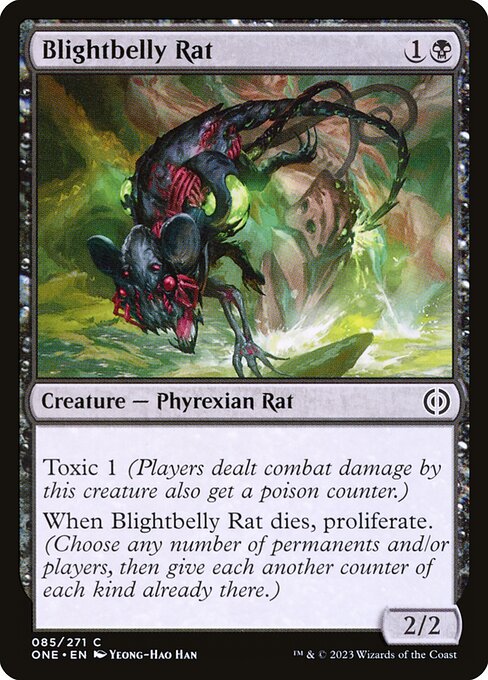 Blightbelly Rat 1
Creature — Phyrexian Rat
Toxic 1 (Players dealt combat damage by
this creature also get a poison counter.)
When Blightbelly Rat dies, proliferate.
(Choose any number of permanents and/or
players, then give each another counter of
each kind already there.)
2/2
085/271 C
ONE • EN Yeong-Hao Han
™ & © 2023 Wizards of the Coast